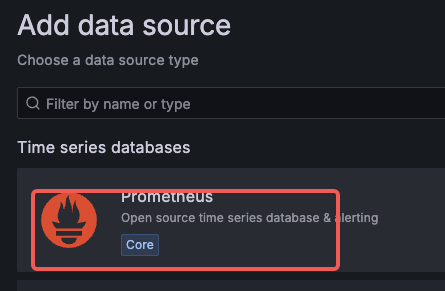 Add data source
Choose a data source type
Filter by name or type
Time series databases
Prometheus
Open source time series database & alerting
Core